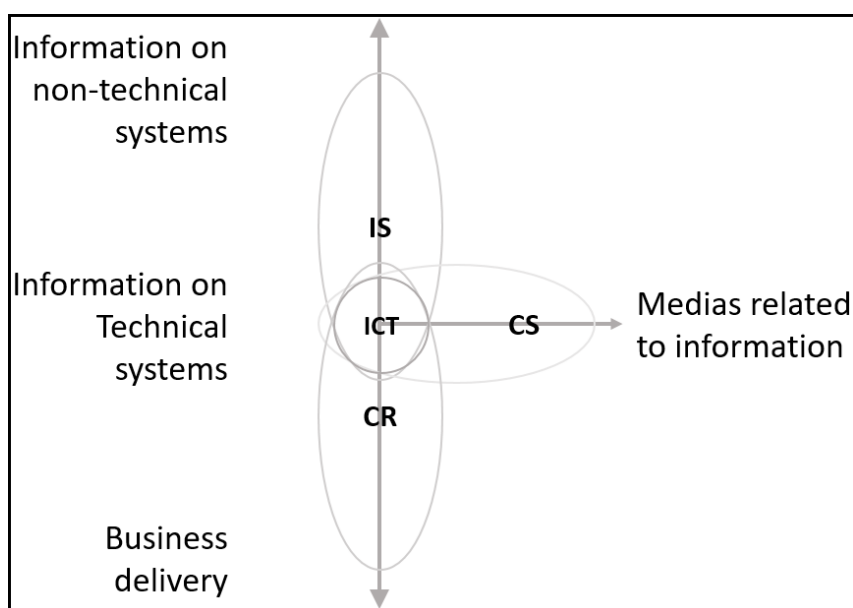 Information on
non-technical
systems
IS
Information on
Technical
systems
ICT
CS
Medias related
to information
CR
Business
delivery